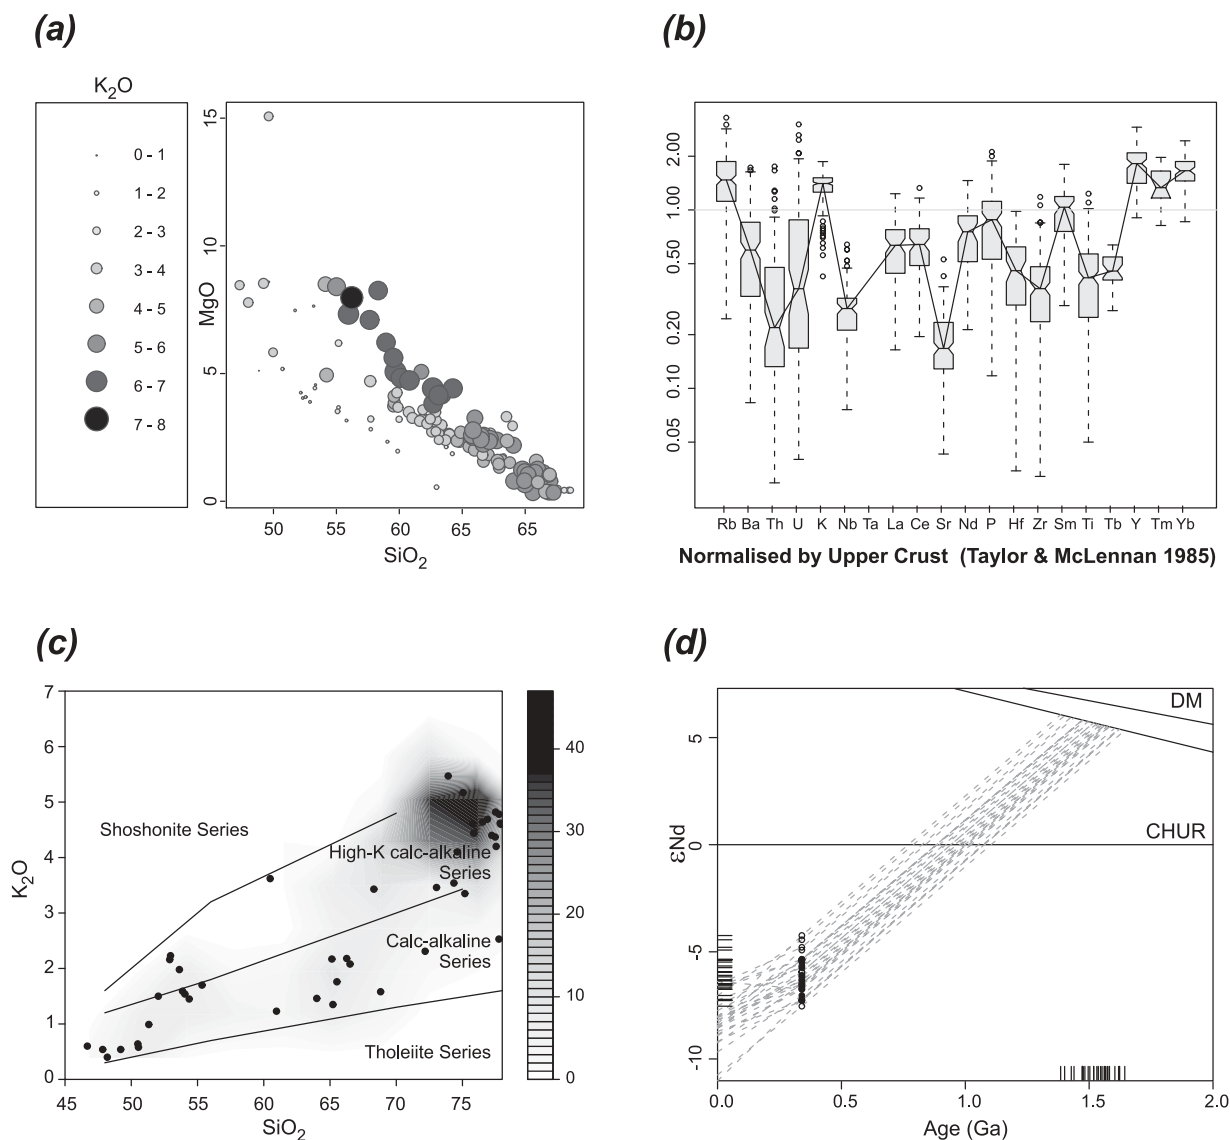 (a)
K2O
0 - 1
1 - 2
2 - 3
3 - 4
4 - 5
5 - 6
6 - 7
7 - 8
MgO
15
10
5
0
50 55 60 65 65
SiO2
(b)
2.00
1.00
0.50
0.20
0.10
0.05
Rb Ba Th U K Nb Ta La Ce Sr Nd P Hf Zr Sm Ti Tb Y Tm Yb
Normalised by Upper Crust (Taylor & McLennan 1985)
(c)
K2O
7
6
5
4
3
2
1
0
Shoshonite Series
High-K calc-alkaline
Series
Calc-alkaline
Series
Tholeiite Series
45 50 55 60 65 70 75
SiO2
40
30
20
10
0
(d)
εNd
5
0
-5
-10
DM
CHUR
0.0 0.5 1.0 1.5 2.0
Age (Ga)